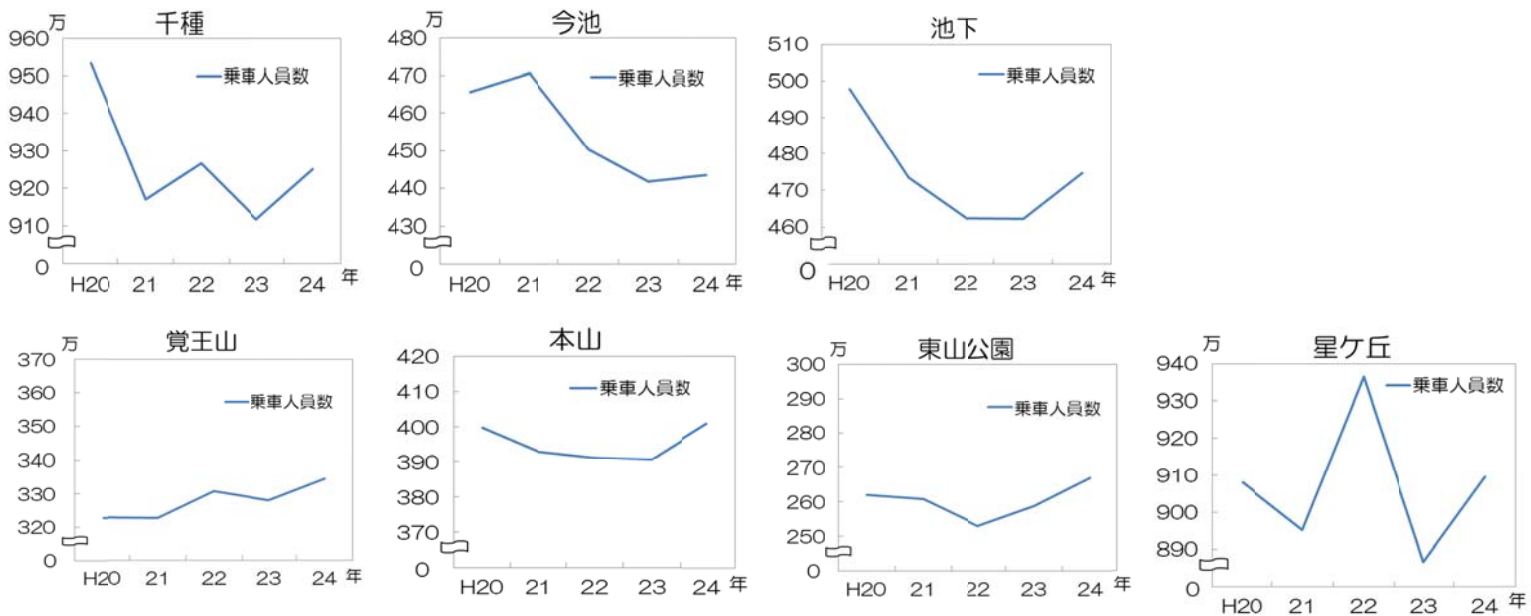 千種
万
960
950
940
930
920
910
0
乗車人員数
H20 21 22 23 24 年
今池
万
480
470
460
450
440
430
0
乗車人員数
H20 21 22 23 24 年
池下
510
500
490
480
470
460
0
乗車人員数
H20 21 22 23 24 年
覚王山
万
370
360
350
340
330
320
0
乗車人員数
H20 21 22 23 24 年
本山
420
410
400
390
380
370
0
乗車人員数
H20 21 22 23 24 年
東山公園
300
290
280
270
260
250
0
乗車人員数
H20 21 22 23 24 年
星ケ丘
万
940
930
920
910
900
890
0
乗車人員数
H20 21 22 23 24 年